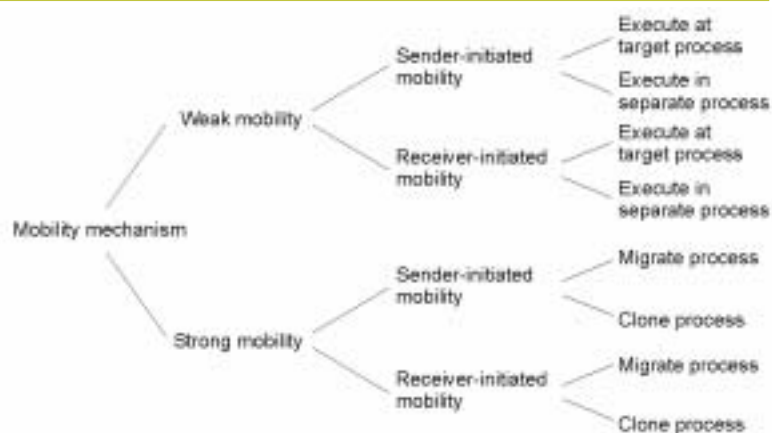 Execute at
target process
Sender-initiated
mobility
Execute in
separate process
Weak mobility
Execute at
target process
Receiver-initiated
mobility
Execute in
separate process
Mobility mechanism
Migrate process
Sender-initiated
mobility
Clone process
Strong mobility
Migrate process
Receiver-initiated
mobility
Clone process